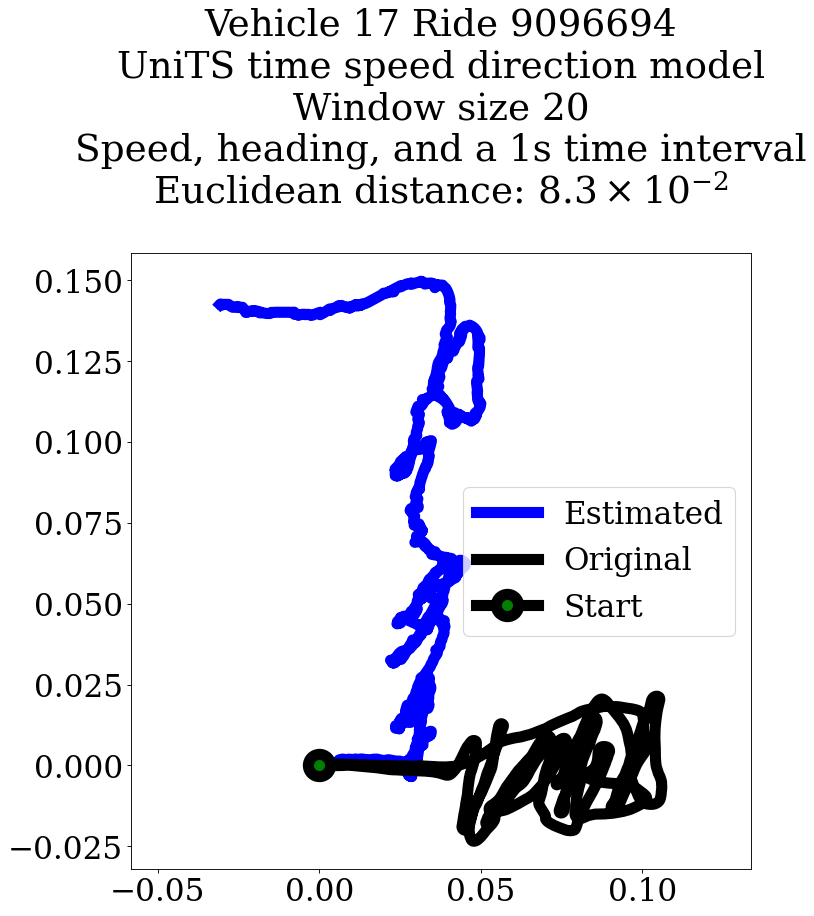 Vehicle 17 Ride 9096694
UniTS time speed direction model
Window size 20
Speed, heading, and a 1s time interval
Euclidean distance: 8.3 × 10⁻²
0.150
0.125
0.100
0.075
0.050
0.025
0.000
−0.025
Estimated
Original
Start
−0.05 0.00 0.05 0.10